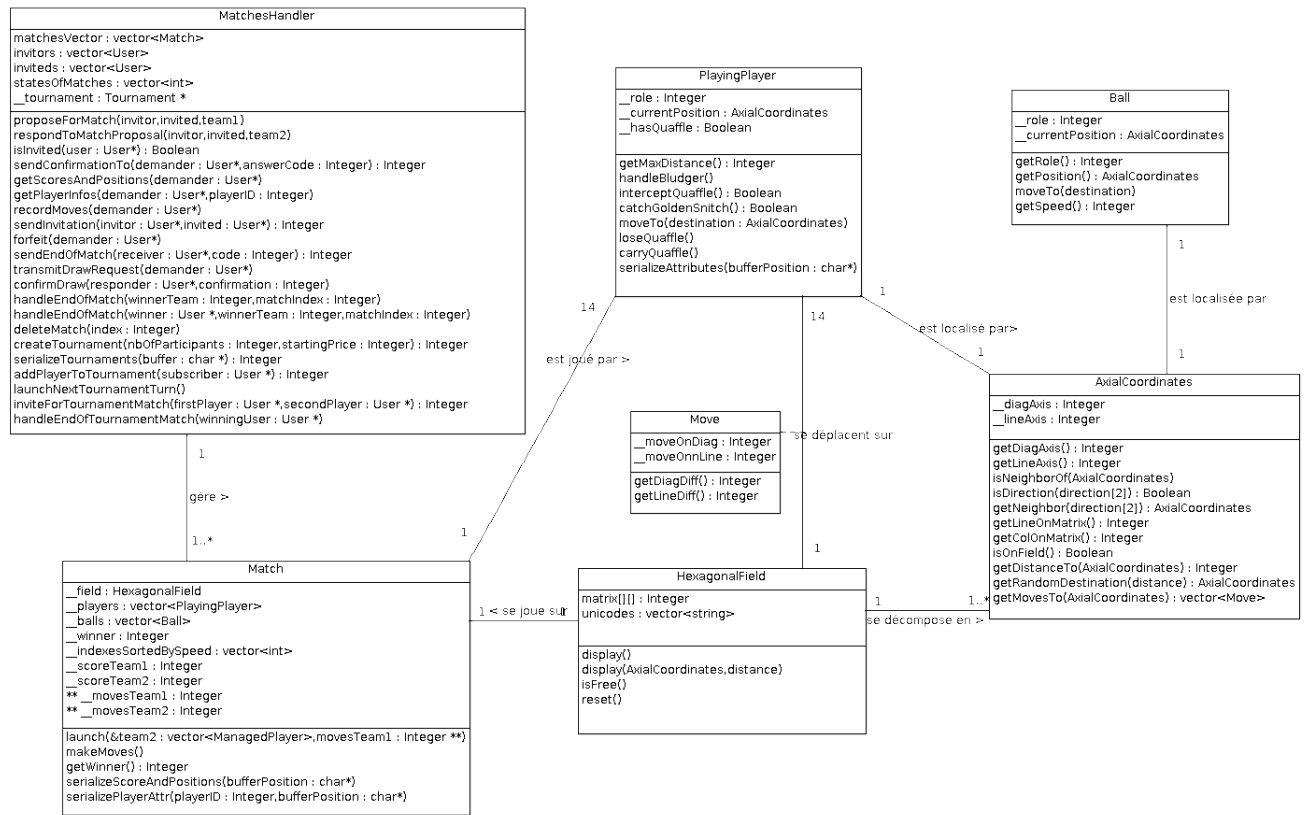 MatchesHandler
matchesVector : vector<Match>
invitors : vector<User>
inviteds : vector<User>
statesOfMatches : vector<int>
__tournament : Tournament *
proposeForMatch(invitor,invited,team1)
respondToMatchProposal(invitor,invited,team2)
isInvited(user : User*) : Boolean
sendConfirmationTo(demander : User*,answerCode : Integer) : Integer
getScoresAndPositions(demander : User*)
getPlayerInfos(demander : User*,playerID : Integer)
recordMoves(demander : User*)
sendInvitation(invitor : User*,invited : User*) : Integer
forfeit(demander : User*)
sendEndOfMatch(receiver : User*,code : Integer) : Integer
transmitDrawRequest(demander : User*)
confirmDraw(responder : User*,confirmation : Integer)
handleEndOfMatch(winnerTeam : Integer,matchIndex : Integer)
handleEndOfMatch(winner : User *,winnerTeam : Integer,matchIndex : Integer)
deleteMatch(index : Integer)
createTournament(nbOfParticipants : Integer,startingPrice : Integer) : Integer
serializeTournaments(buffer : char *) : Integer
addPlayerToTournament(subscriber : User *) : Integer
launchNextTournamentTurn()
inviteForTournamentMatch(firstPlayer : User *,secondPlayer : User *) : Integer
handleEndOfTournamentMatch(winningUser : User *)
PlayingPlayer
__role : Integer
__currentPosition : AxialCoordinates
__hasQuaffle : Boolean
getMaxDistance() : Integer
handleBludger()
interceptQuaffle() : Boolean
catchGoldenSnitch() : Boolean
moveTo(destination : AxialCoordinates)
loseQuaffle()
carryQuaffle()
serializeAttributes(bufferPosition : char*)
Ball
__role : Integer
__currentPosition : AxialCoordinates
getRole() : Integer
getPosition() : AxialCoordinates
moveTo(destination)
getSpeed() : Integer
1
est localisée par
1
14
14
1
est localisé par>
1
est joué par >
1
1
gère >
1..*
Move
__moveOnDiag : Integer
__moveOnnLine : Integer
getDiagDiff() : Integer
getLineDiff() : Integer
se déplacent sur
1
AxialCoordinates
__diagAxis : Integer
__lineAxis : Integer
getDiagAxis() : Integer
getLineAxis() : Integer
isNeighborOf(AxialCoordinates)
isDirection(direction[2]) : Boolean
getNeighbor(direction[2]) : AxialCoordinates
getLineOnMatrix() : Integer
getColOnMatrix() : Integer
isOnField() : Boolean
getDistanceTo(AxialCoordinates) : Integer
getRandomDestination(distance) : AxialCoordinates
getMovesTo(AxialCoordinates) : vector<Move>
Match
__field : HexagonalField
__players : vector<PlayingPlayer>
__balls : vector<Ball>
__winner : Integer
__indexesSortedBySpeed : vector<int>
__scoreTeam1 : Integer
__scoreTeam2 : Integer
** __movesTeam1 : Integer
** __movesTeam2 : Integer
launch(&team2 : vector<ManagedPlayer>,movesTeam1 : Integer **)
makeMoves()
getWinner() : Integer
serializeScoreAndPositions(bufferPosition : char*)
serializePlayerAttr(playerID : Integer,bufferPosition : char*)
1 < se joue sur 1
HexagonalField
matrix[][] : Integer
unicodes : vector<string>
display()
display(AxialCoordinates,distance)
isFree()
reset()
1 1..*
se décompose en >